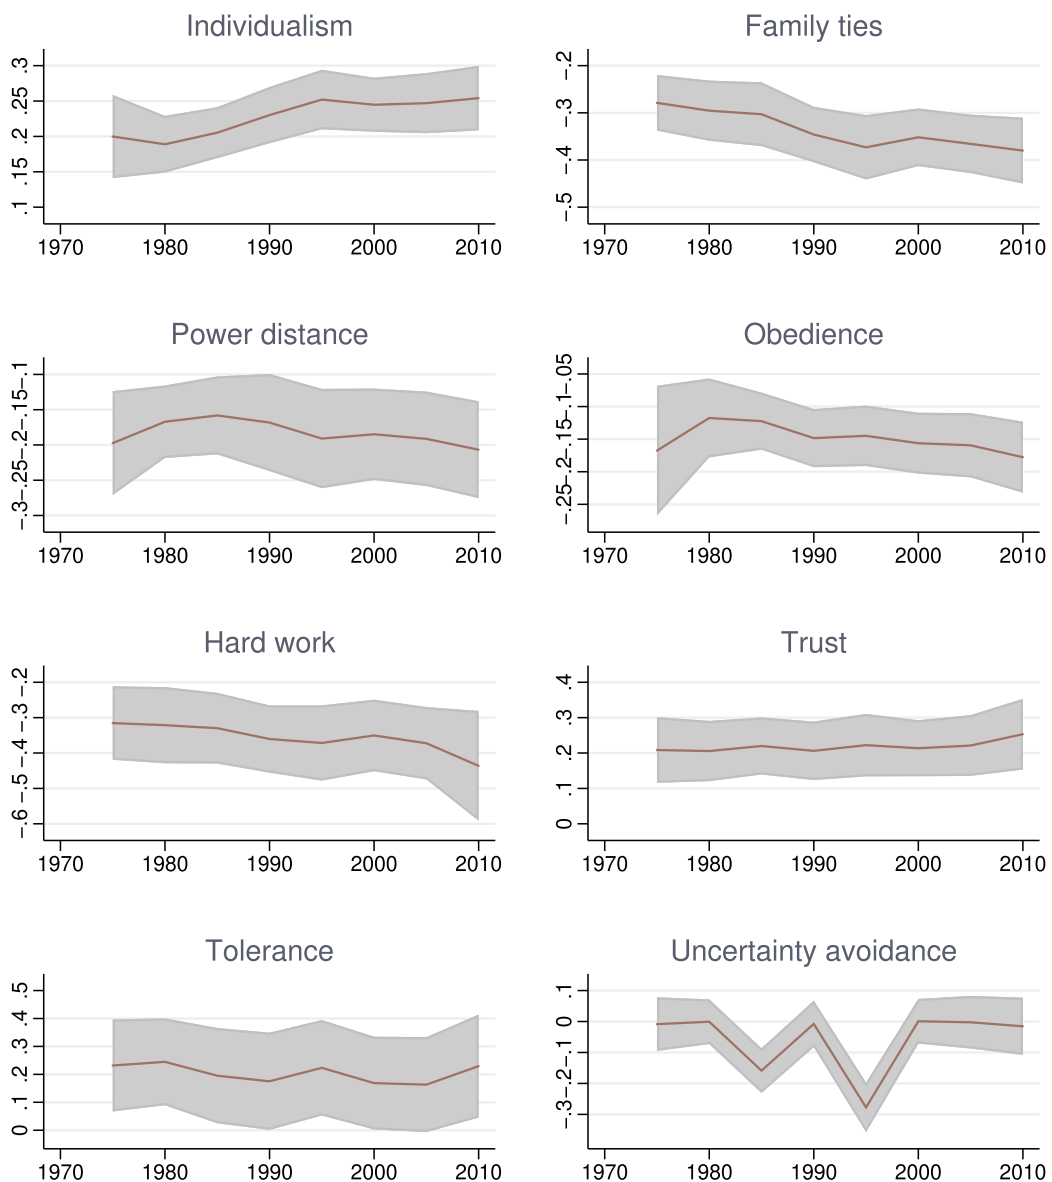 Individualism
.3
.25
.2
.15
.1
1970 1980 1990 2000 2010
Family ties
−.2
−.3
−.4
−.5
1970 1980 1990 2000 2010
Power distance
−.1
−.15
−.2
−.25
−.3
1970 1980 1990 2000 2010
Obedience
−.05
−.1
−.15
−.2
−.25
1970 1980 1990 2000 2010
Hard work
−.2
−.3
−.4
−.5
−.6
1970 1980 1990 2000 2010
Trust
.4
.3
.2
.1
0
1970 1980 1990 2000 2010
Tolerance
.5
.4
.3
.2
.1
0
1970 1980 1990 2000 2010
Uncertainty avoidance
.1
0
−.1
−.2
−.3
1970 1980 1990 2000 2010